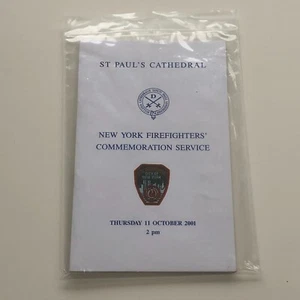 ST PAUL'S CATHEDRAL
D
NEW YORK FIREFIGHTERS'
COMMEMORATION SERVICE
THURSDAY 11 OCTOBER 2001
2 pm